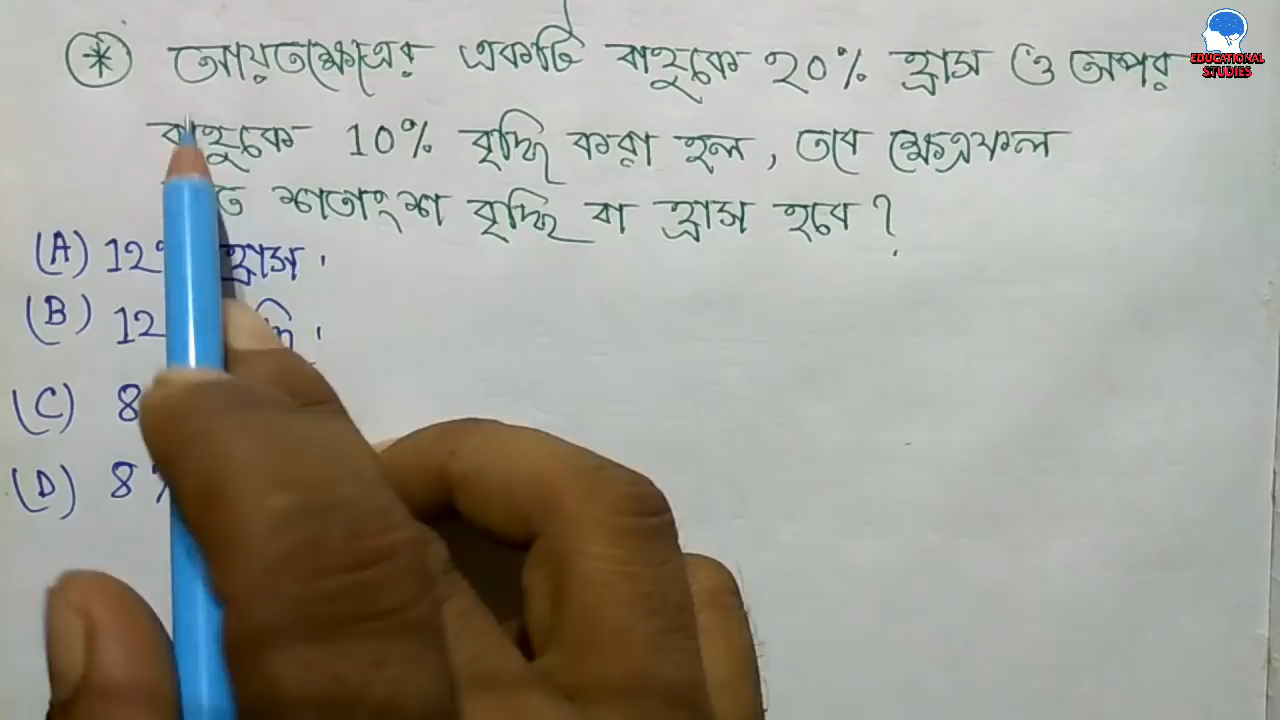 * আয়তক্ষেত্রের একটি বাহুকে ২০% হ্রাস ও অপর
বাহুকে 10% বৃদ্ধি করা হল, তবে ক্ষেত্রফল
শতাংশ বৃদ্ধি বা হ্রাস হবে?
(A) 12% হ্রাস.
(B) 12
(C) 8
(D) 8%
EDUCATIONAL
STUDIES